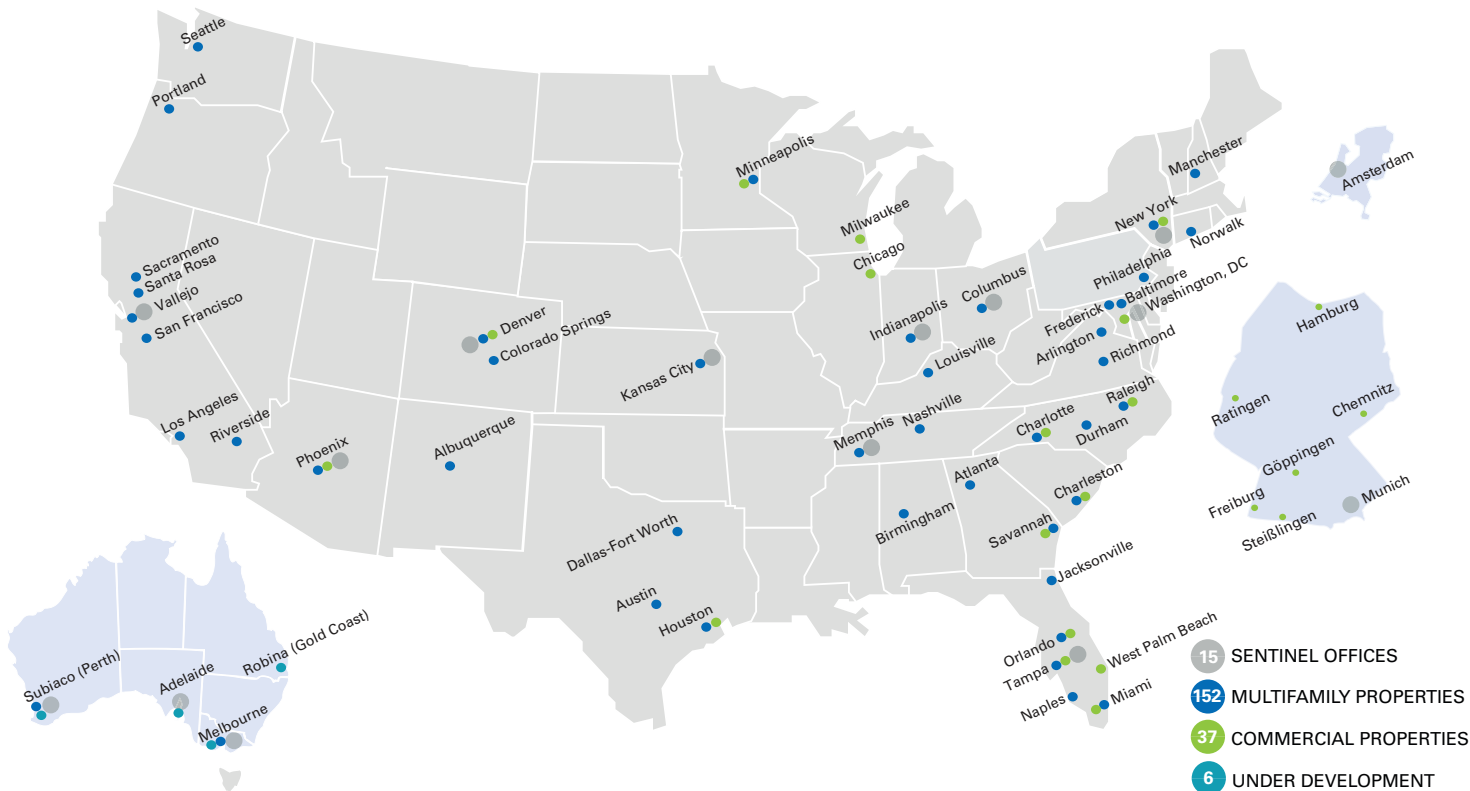 Seattle
Portland
Minneapolis
Milwaukee
Chicago
Manchester
New York
Norwalk
Philadelphia
Baltimore
Washington, DC
Frederick
Arlington
Richmond
Columbus
Indianapolis
Louisville
Sacramento
Santa Rosa
Vallejo
San Francisco
Denver
Colorado Springs
Kansas City
Los Angeles
Riverside
Phoenix
Albuquerque
Memphis
Nashville
Charlotte
Raleigh
Durham
Atlanta
Charleston
Birmingham
Savannah
Jacksonville
Dallas-Fort Worth
Austin
Houston
Orlando
Tampa
West Palm Beach
Naples
Miami
Amsterdam
Hamburg
Ratingen
Chemnitz
Göppingen
Freiburg
Steißlingen
Munich
Subiaco (Perth)
Adelaide
Robina (Gold Coast)
Melbourne
15 SENTINEL OFFICES
152 MULTIFAMILY PROPERTIES
37 COMMERCIAL PROPERTIES
6 UNDER DEVELOPMENT